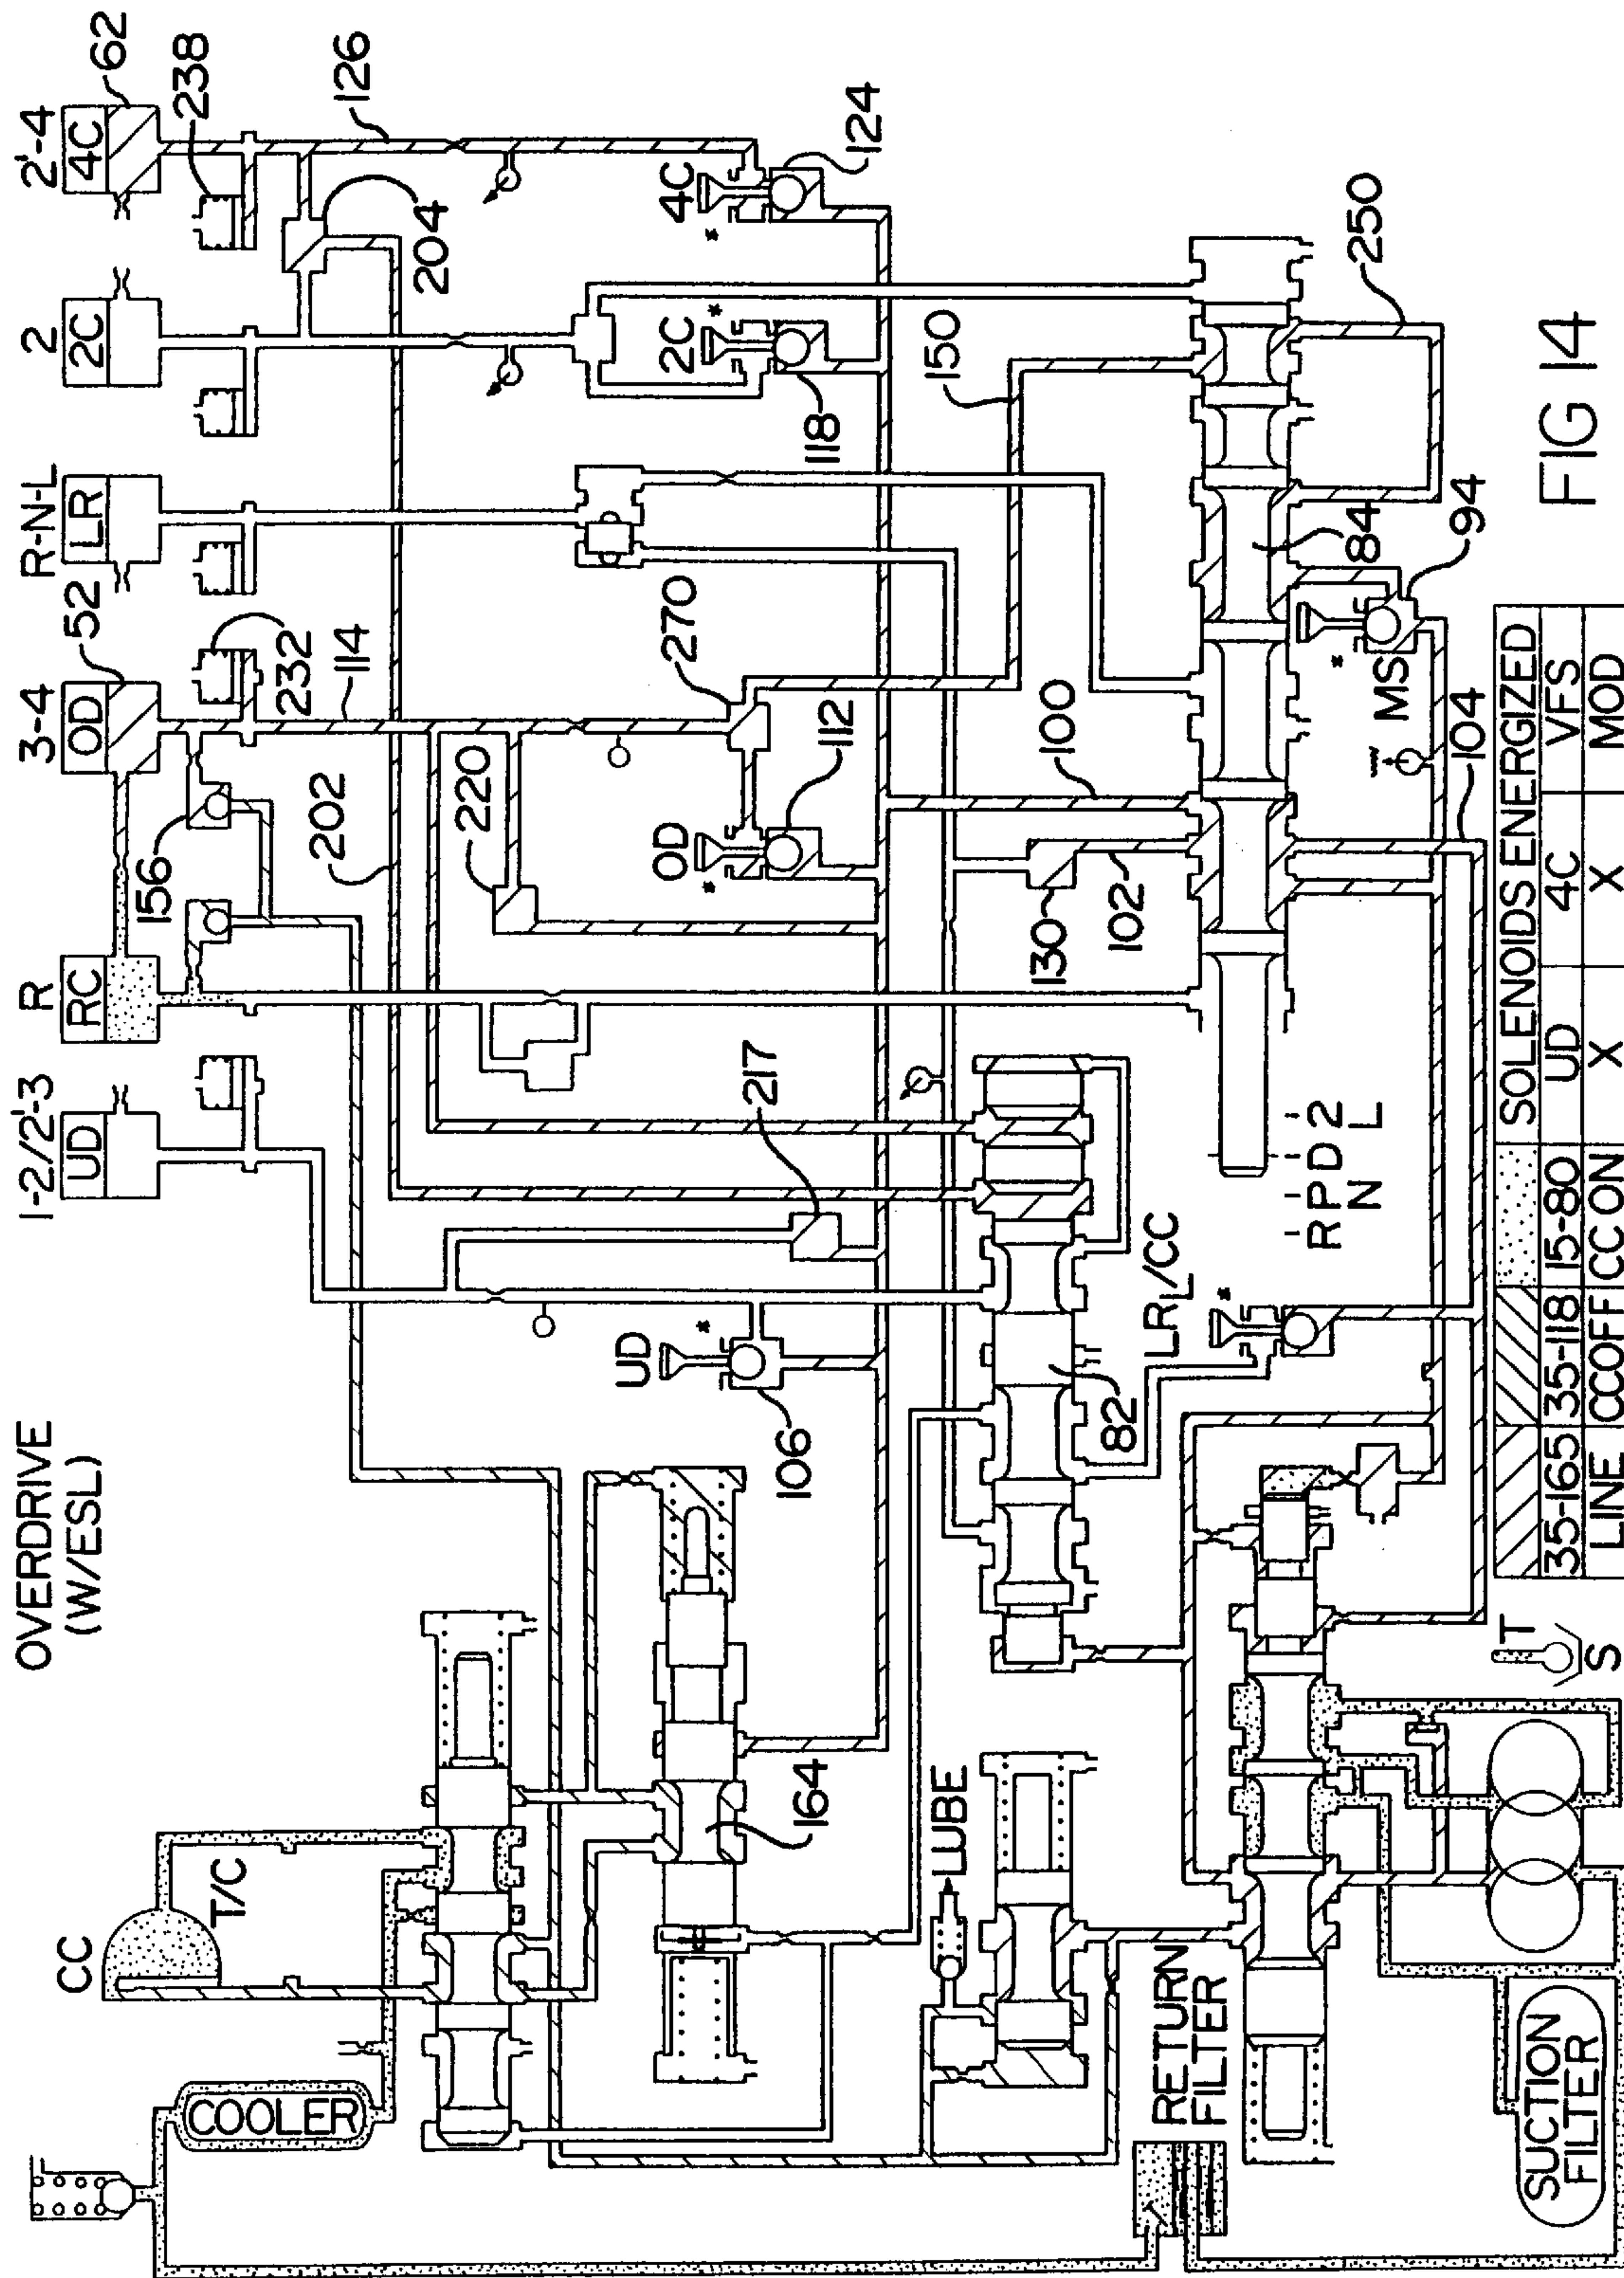 OVERDRIVE
(W/ESL)
1-2/2'-3
UD
R
RC
3-4
OD
52
R-N-L
LR
2
2C
2'-4
4C
62
238
232
156
114
126
202
204
220
270
217
4C
124
2C
118
OD
112
UD
106
150
100
130
102
250
84
94
MS
104
82
LR/CC
L
R P D 2
N L
CC
T/C
COOLER
164
LUBE
RETURN
FILTER
SUCTION
FILTER
T
S
SOLENOIDS ENERGIZED
35-165 35-118 15-80 UD 4C VFS
LINE CCOFF CC ON X X MOD
FIG 14